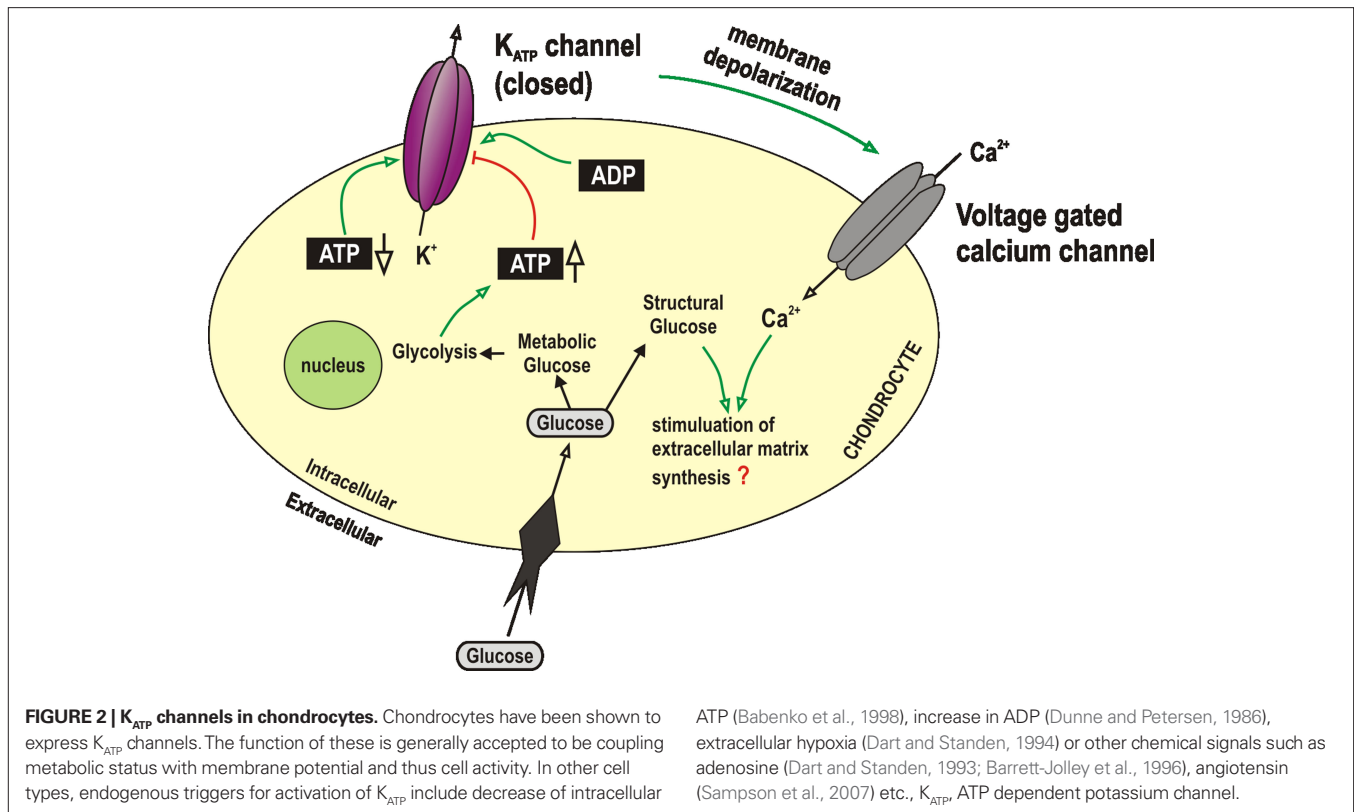 K_ATP channel
(closed)
membrane
depolarization
Ca²⁺
Voltage gated
calcium channel
ADP
ATP
K⁺
ATP
Structural
Glucose
Ca²⁺
nucleus
Glycolysis
Metabolic
Glucose
Glucose
stimuluation of
extracellular matrix
synthesis ?
CHONDROCYTE
Intracellular
Extracellular
Glucose
FIGURE 2 | K_ATP channels in chondrocytes. Chondrocytes have been shown to
express K_ATP channels. The function of these is generally accepted to be coupling
metabolic status with membrane potential and thus cell activity. In other cell
types, endogenous triggers for activation of K_ATP include decrease of intracellular
ATP (Babenko et al., 1998), increase in ADP (Dunne and Petersen, 1986),
extracellular hypoxia (Dart and Standen, 1994) or other chemical signals such as
adenosine (Dart and Standen, 1993; Barrett-Jolley et al., 1996), angiotensin
(Sampson et al., 2007) etc., K_ATP, ATP dependent potassium channel.